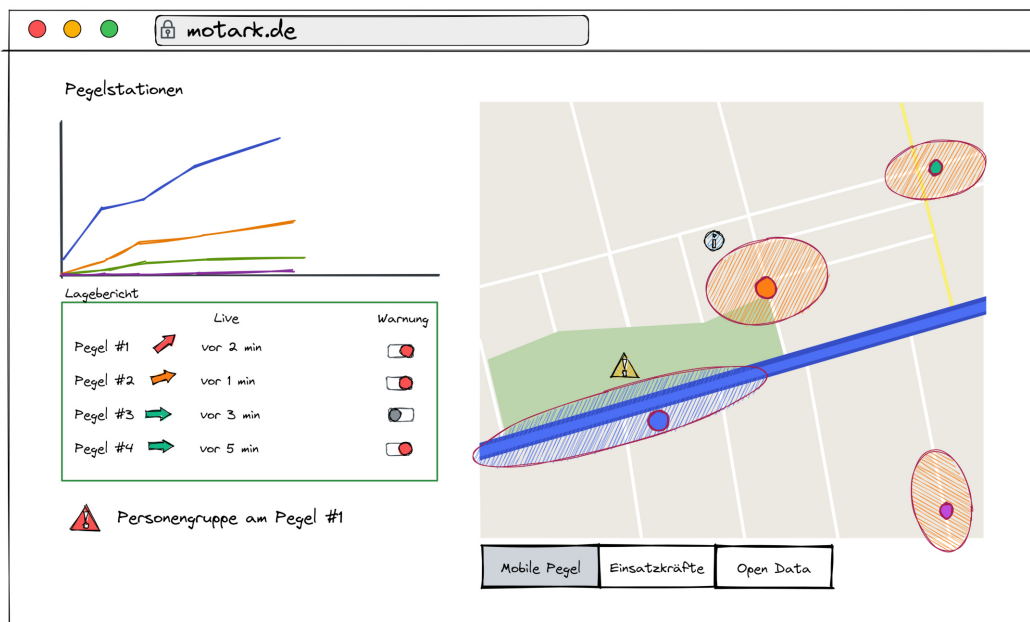 motark.de
Pegelstationen
Lagebericht
Live Warnung
Pegel #1 vor 2 min
Pegel #2 vor 1 min
Pegel #3 vor 3 min
Pegel #4 vor 5 min
Personengruppe am Pegel #1
i
!
!
Mobile Pegel Einsatzkräfte Open Data